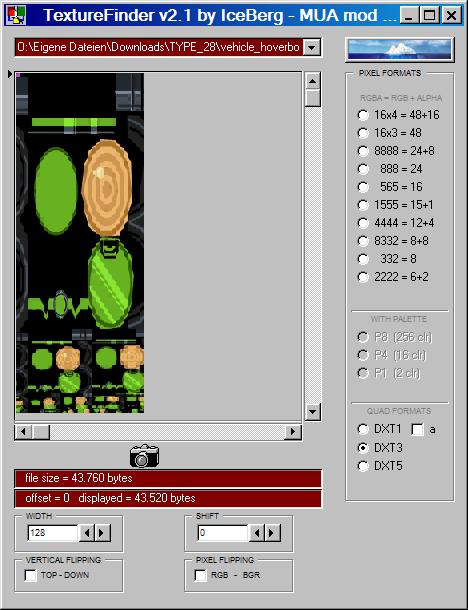 TextureFinder v2.1 by IceBerg - MUA mod ...
O:\Eigene Dateien\Downloads\TYPE_28\vehicle_hoverbo
PIXEL FORMATS
RGBA = RGB + ALPHA
16x4 = 48+16
16x3 = 48
8888 = 24+8
888 = 24
565 = 16
1555 = 15+1
4444 = 12+4
8332 = 8+8
332 = 8
2222 = 6+2
WITH PALETTE
P8 (256 clr)
P4 (16 clr)
P1 (2 clr)
QUAD FORMATS
DXT1 a
DXT3
DXT5
file size = 43.760 bytes
offset = 0 displayed = 43.520 bytes
WIDTH
128
SHIFT
0
VERTICAL FLIPPING
TOP - DOWN
PIXEL FLIPPING
RGB - BGR